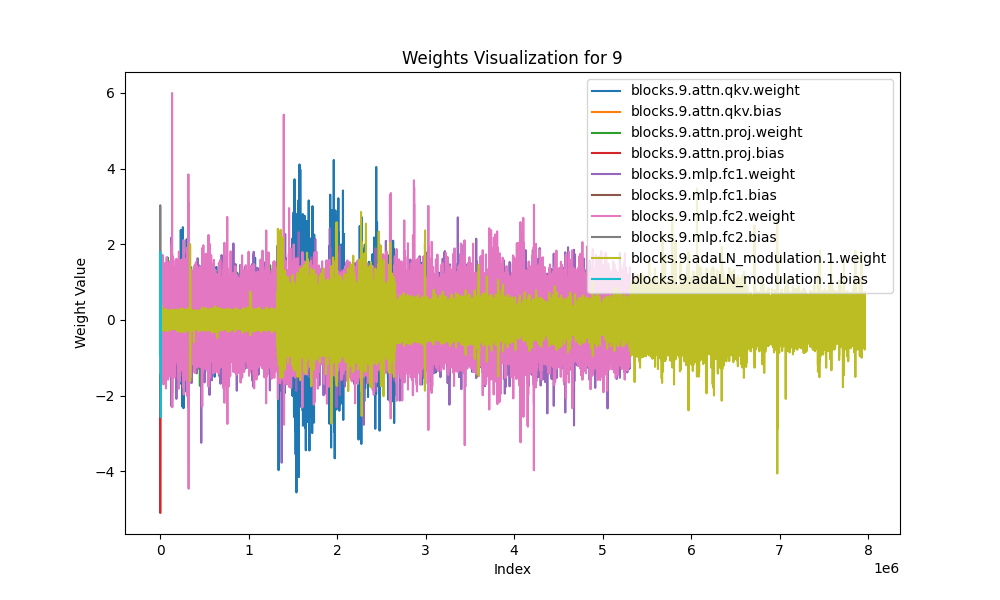 Weights Visualization for 9
blocks.9.attn.qkv.weight
blocks.9.attn.qkv.bias
blocks.9.attn.proj.weight
blocks.9.attn.proj.bias
blocks.9.mlp.fc1.weight
blocks.9.mlp.fc1.bias
blocks.9.mlp.fc2.weight
blocks.9.mlp.fc2.bias
blocks.9.adaLN_modulation.1.weight
blocks.9.adaLN_modulation.1.bias
Weight Value
6
4
2
0
−2
−4
0 1 2 3 4 5 6 7 8
1e6
Index